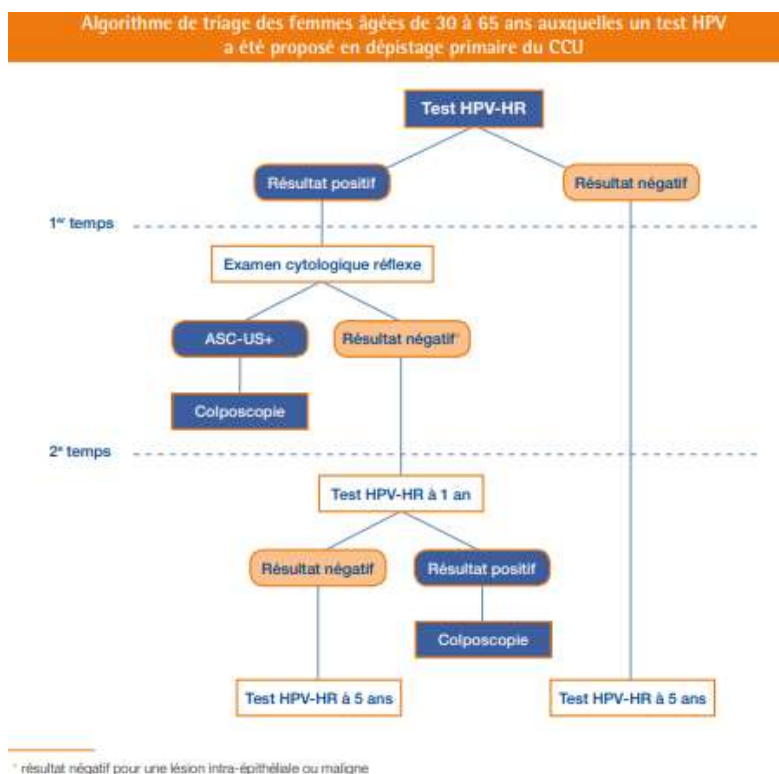 Algorithme de triage des femmes âgées de 30 à 65 ans auxquelles un test HPV
a été proposé en dépistage primaire du CCU
Test HPV-HR
Résultat positif
Résultat négatif
1er temps
Examen cytologique réflexe
ASC-US+
Résultat négatif*
Colposcopie
2e temps
Test HPV-HR à 1 an
Résultat négatif
Résultat positif
Colposcopie
Test HPV-HR à 5 ans
Test HPV-HR à 5 ans
* résultat négatif pour une lésion intra-épithéliale ou maligne